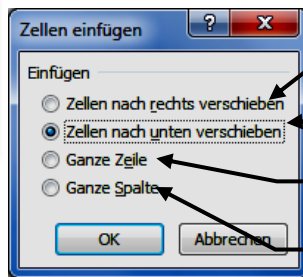 Zellen einfügen
?
X
Einfügen
Zellen nach rechts verschieben
Zellen nach unten verschieben
Ganze Zeile
Ganze Spalte
OK
Abbrechen